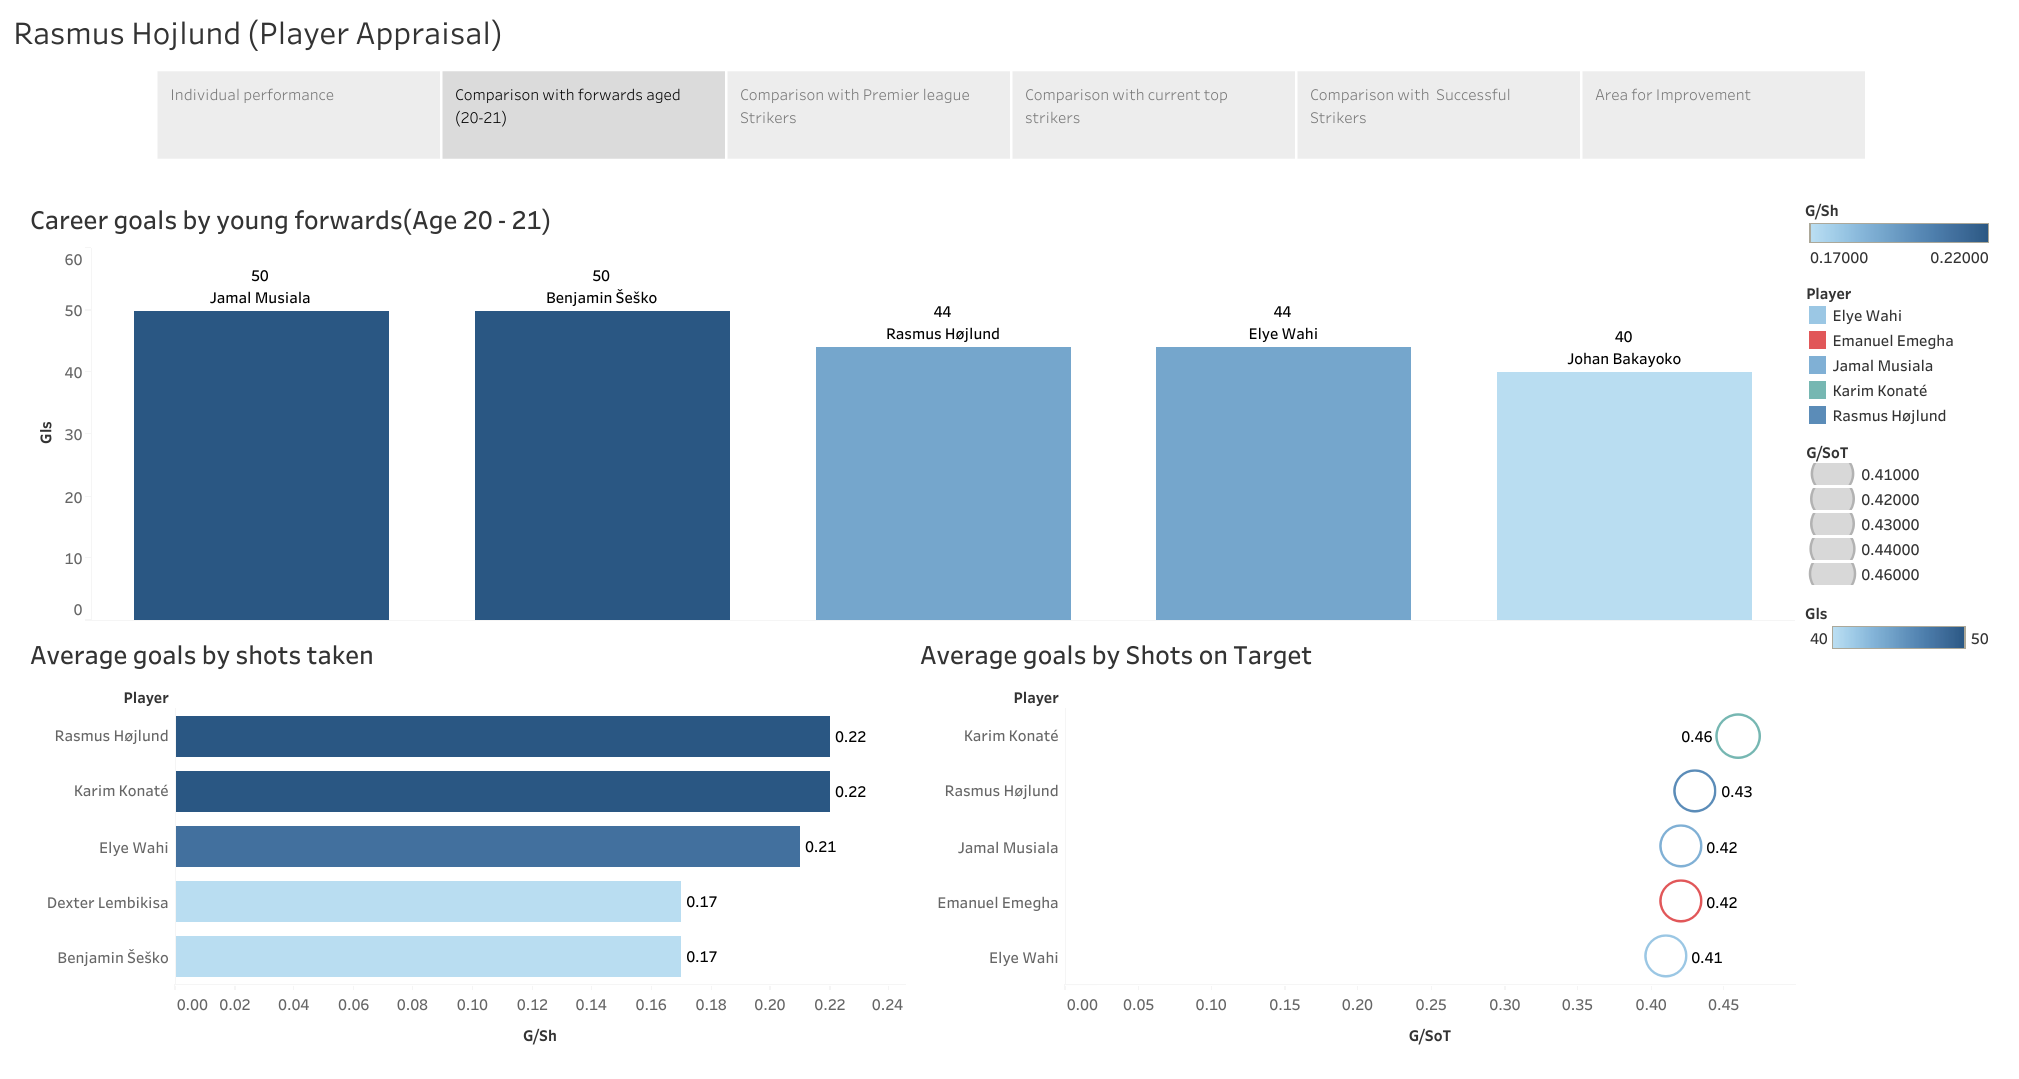 Rasmus Hojlund (Player Appraisal)
Individual performance
Comparison with forwards aged
(20-21)
Comparison with Premier league
Strikers
Comparison with current top
strikers
Comparison with  Successful
Strikers
Area for Improvement
Career goals by young forwards(Age 20 - 21)
Gls
60
50
40
30
20
10
0
50
Jamal Musiala
50
Benjamin Šeško
44
Rasmus Højlund
44
Elye Wahi
40
Johan Bakayoko
G/Sh
0.17000 0.22000
Player
Elye Wahi
Emanuel Emegha
Jamal Musiala
Karim Konaté
Rasmus Højlund
G/SoT
0.41000
0.42000
0.43000
0.44000
0.46000
Gls
40 50
Average goals by shots taken
Player
Rasmus Højlund 0.22
Karim Konaté 0.22
Elye Wahi 0.21
Dexter Lembikisa 0.17
Benjamin Šeško 0.17
0.00 0.02 0.04 0.06 0.08 0.10 0.12 0.14 0.16 0.18 0.20 0.22 0.24
G/Sh
Average goals by Shots on Target
Player
Karim Konaté 0.46
Rasmus Højlund 0.43
Jamal Musiala 0.42
Emanuel Emegha 0.42
Elye Wahi 0.41
0.00 0.05 0.10 0.15 0.20 0.25 0.30 0.35 0.40 0.45
G/SoT